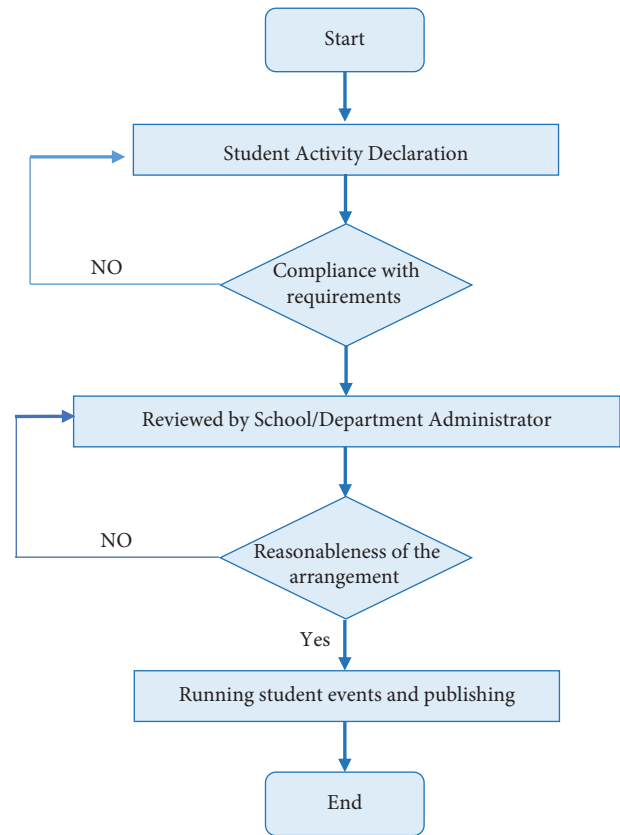 Start
Student Activity Declaration
NO
Compliance with
requirements
Reviewed by School/Department Administrator
NO
Reasonableness of the
arrangement
Yes
Running student events and publishing
End